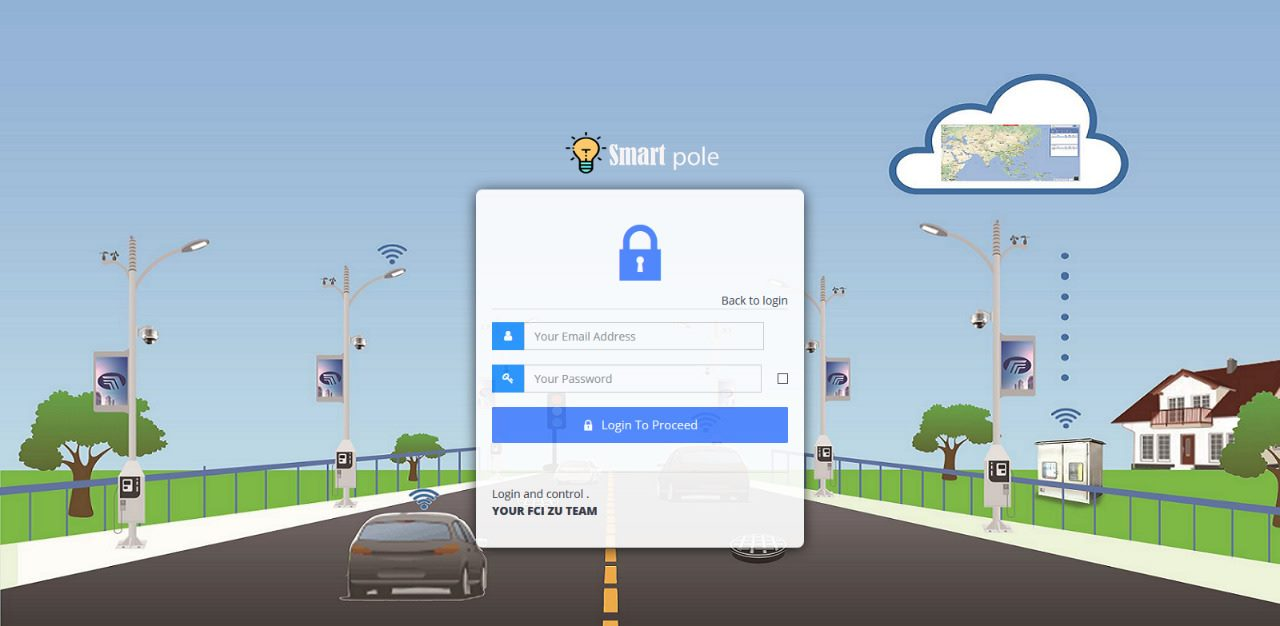 Smart pole
Back to login
Your Email Address
Your Password
Login To Proceed
Login and control .
YOUR FCI ZU TEAM